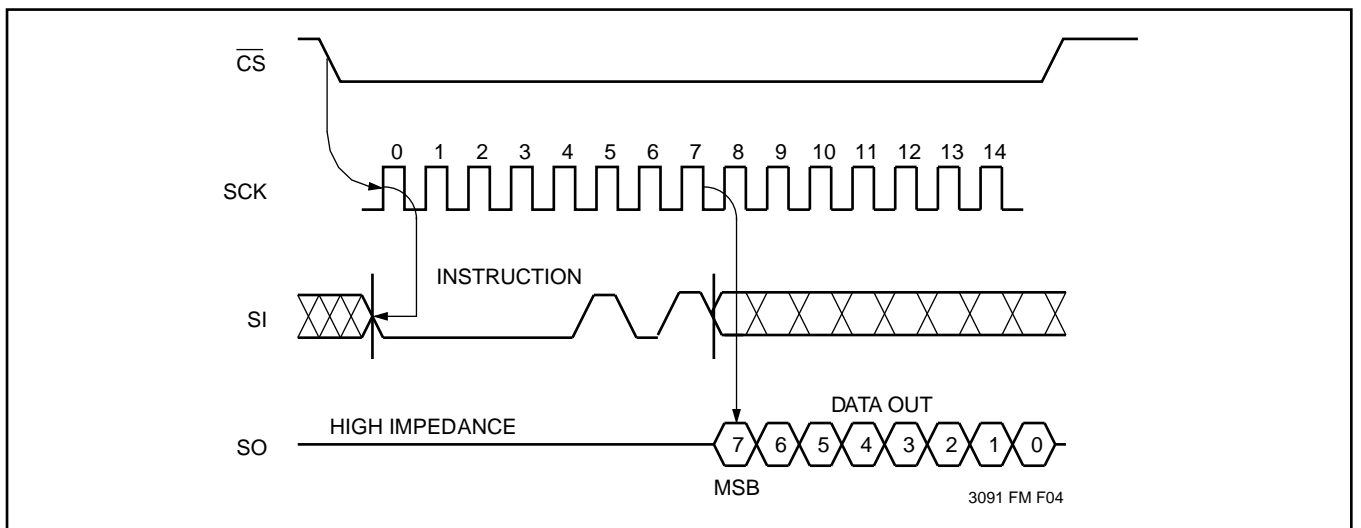 CS
0 1 2 3 4 5 6 7 8 9 10 11 12 13 14
SCK
INSTRUCTION
SI
DATA OUT
HIGH IMPEDANCE
SO
7 6 5 4 3 2 1 0
MSB
3091 FM F04